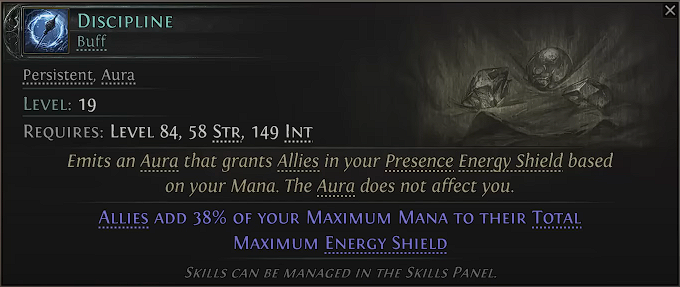 Discipline
Buff
Persistent, Aura
Level: 19
Requires: Level 84, 58 Str, 149 Int
Emits an Aura that grants Allies in your Presence Energy Shield based
on your Mana. The Aura does not affect you.
Allies add 38% of your Maximum Mana to their Total
Maximum Energy Shield
Skills can be managed in the Skills Panel.